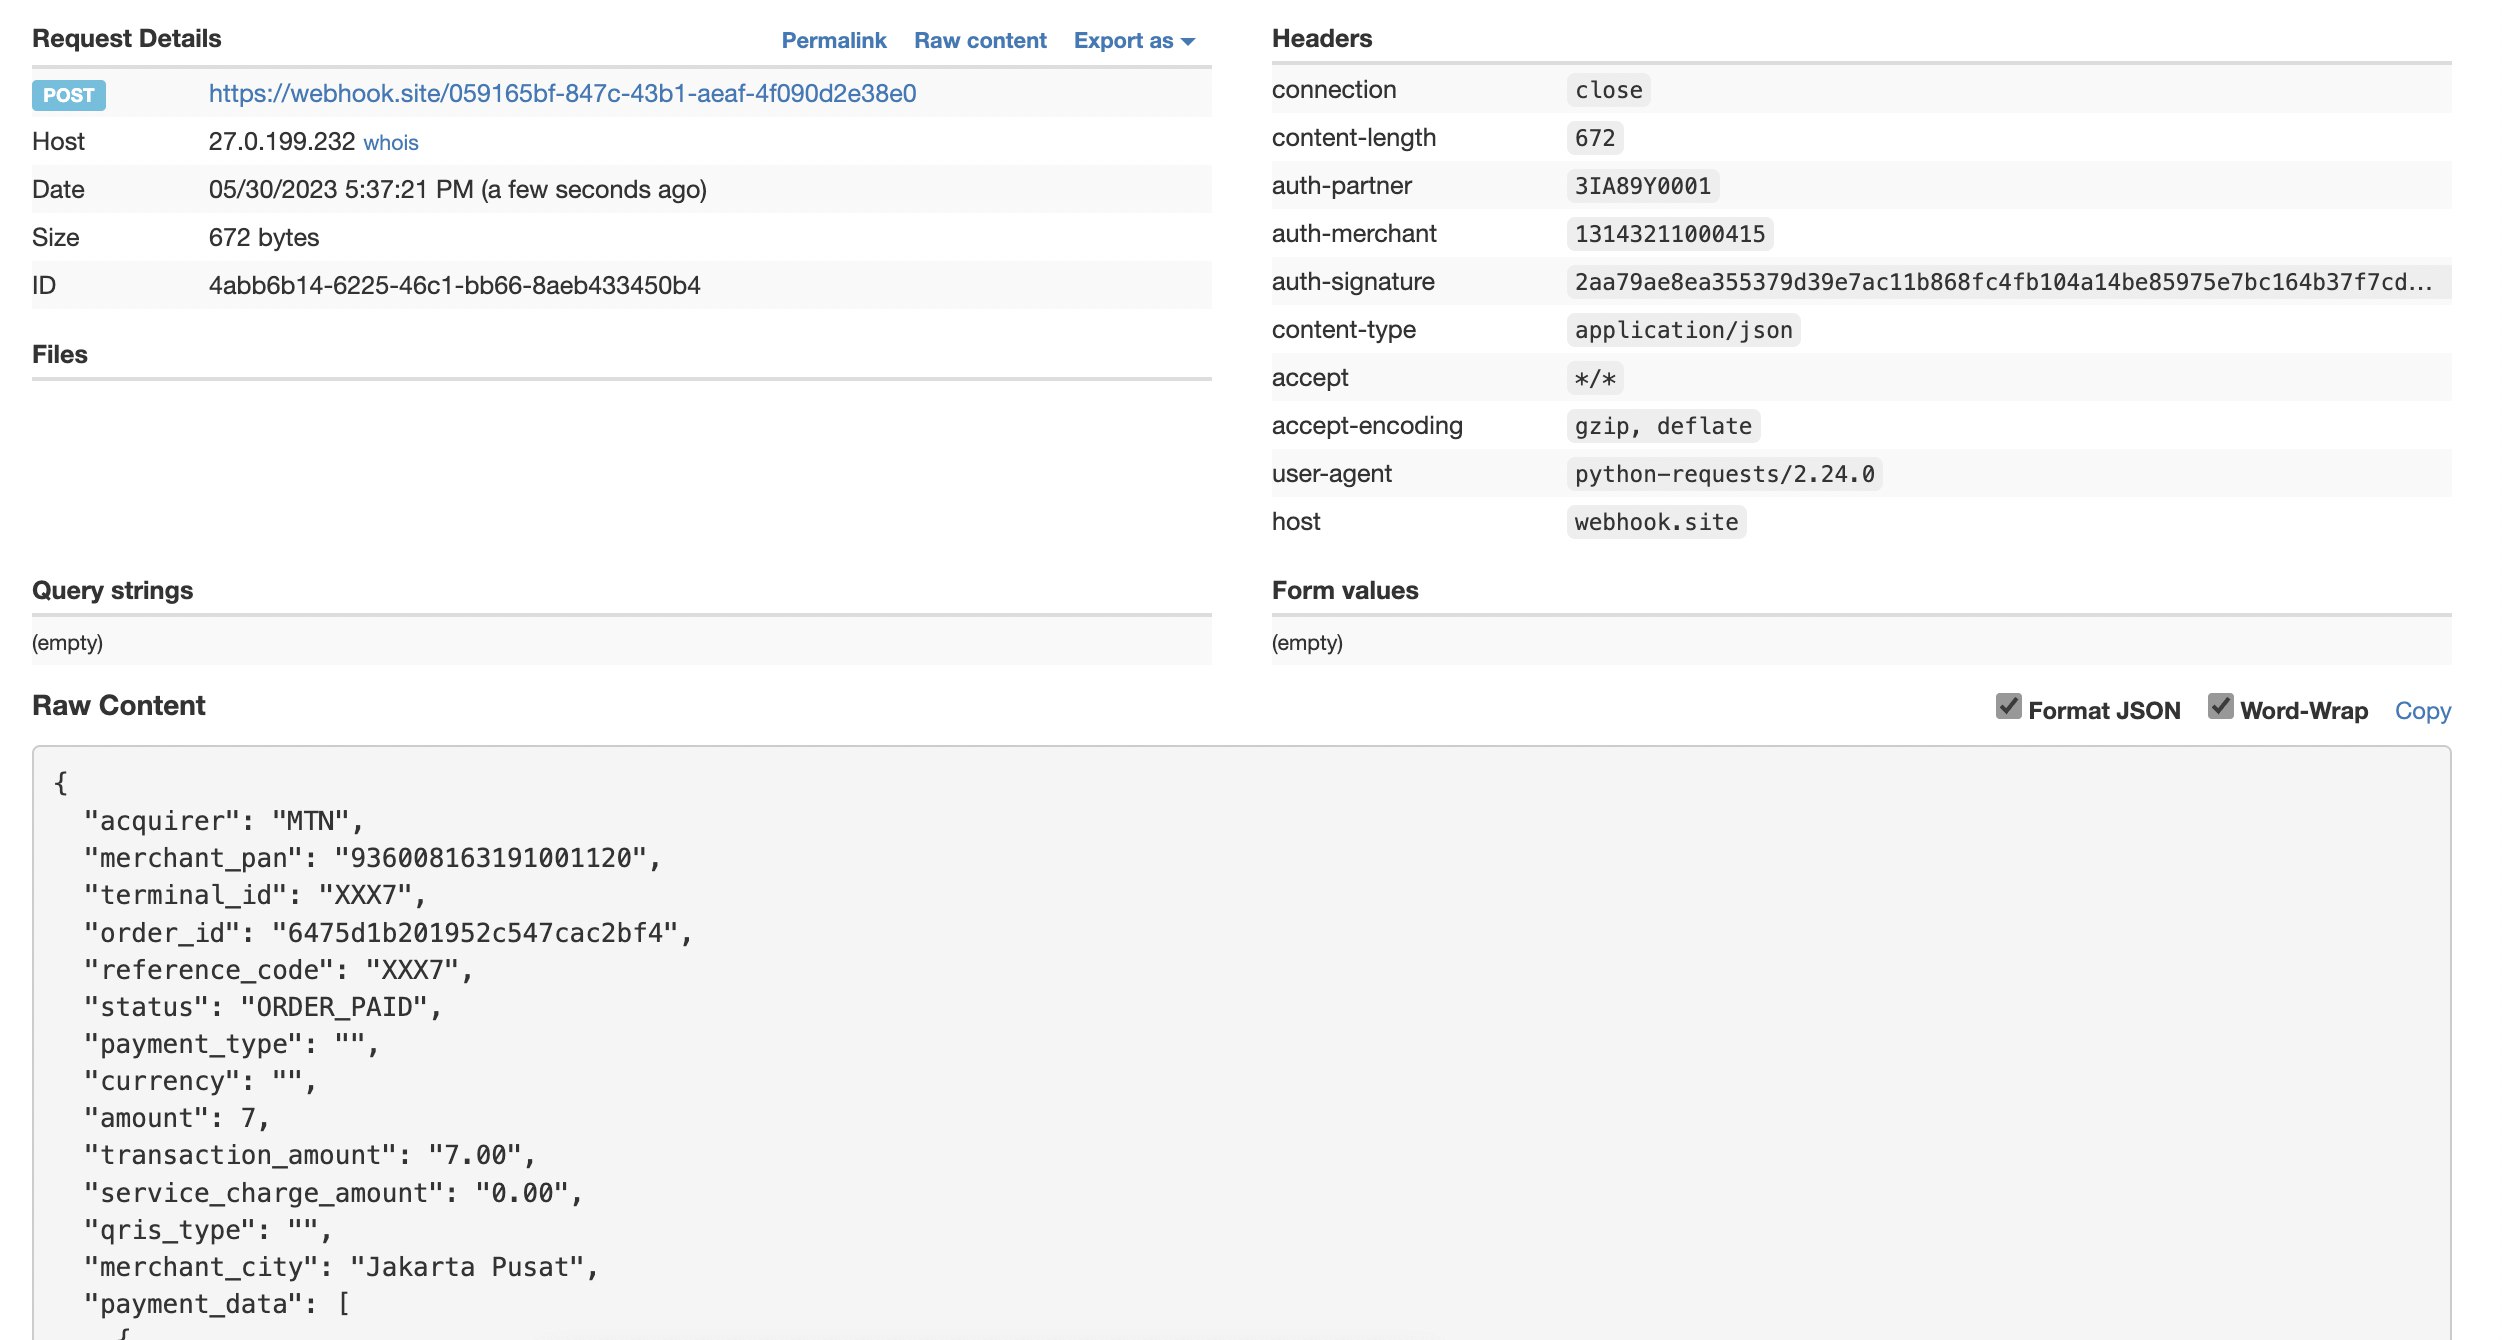 Request Details
Permalink Raw content Export as
POST https://webhook.site/059165bf-847c-43b1-aeaf-4f090d2e38e0
Host 27.0.199.232 whois
Date 05/30/2023 5:37:21 PM (a few seconds ago)
Size 672 bytes
ID 4abb6b14-6225-46c1-bb66-8aeb433450b4
Files
Headers
connection close
content-length 672
auth-partner 3IA89Y0001
auth-merchant 13143211000415
auth-signature 2aa79ae8ea355379d39e7ac11b868fc4fb104a14be85975e7bc164b37f7cd...
content-type application/json
accept */*
accept-encoding gzip, deflate
user-agent python-requests/2.24.0
host webhook.site
Query strings
(empty)
Form values
(empty)
Raw Content
Format JSON Word-Wrap Copy
{
"acquirer": "MTN",
"merchant_pan": "936008163191001120",
"terminal_id": "XXX7",
"order_id": "6475d1b201952c547cac2bf4",
"reference_code": "XXX7",
"status": "ORDER_PAID",
"payment_type": "",
"currency": "",
"amount": 7,
"transaction_amount": "7.00",
"service_charge_amount": "0.00",
"qris_type": "",
"merchant_city": "Jakarta Pusat",
"payment_data": [
{